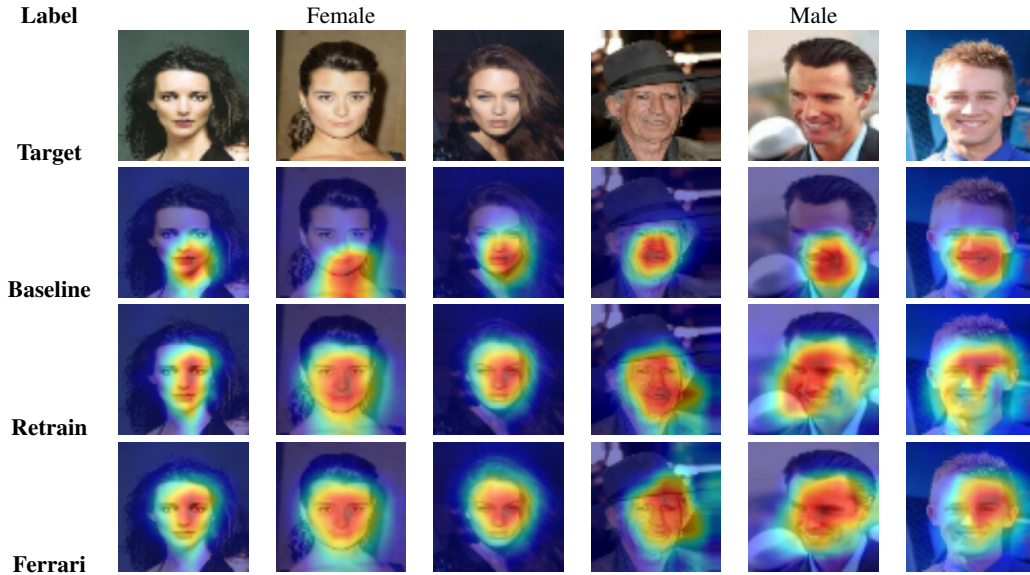 Label Female Male
Target
Baseline
Retrain
Ferrari